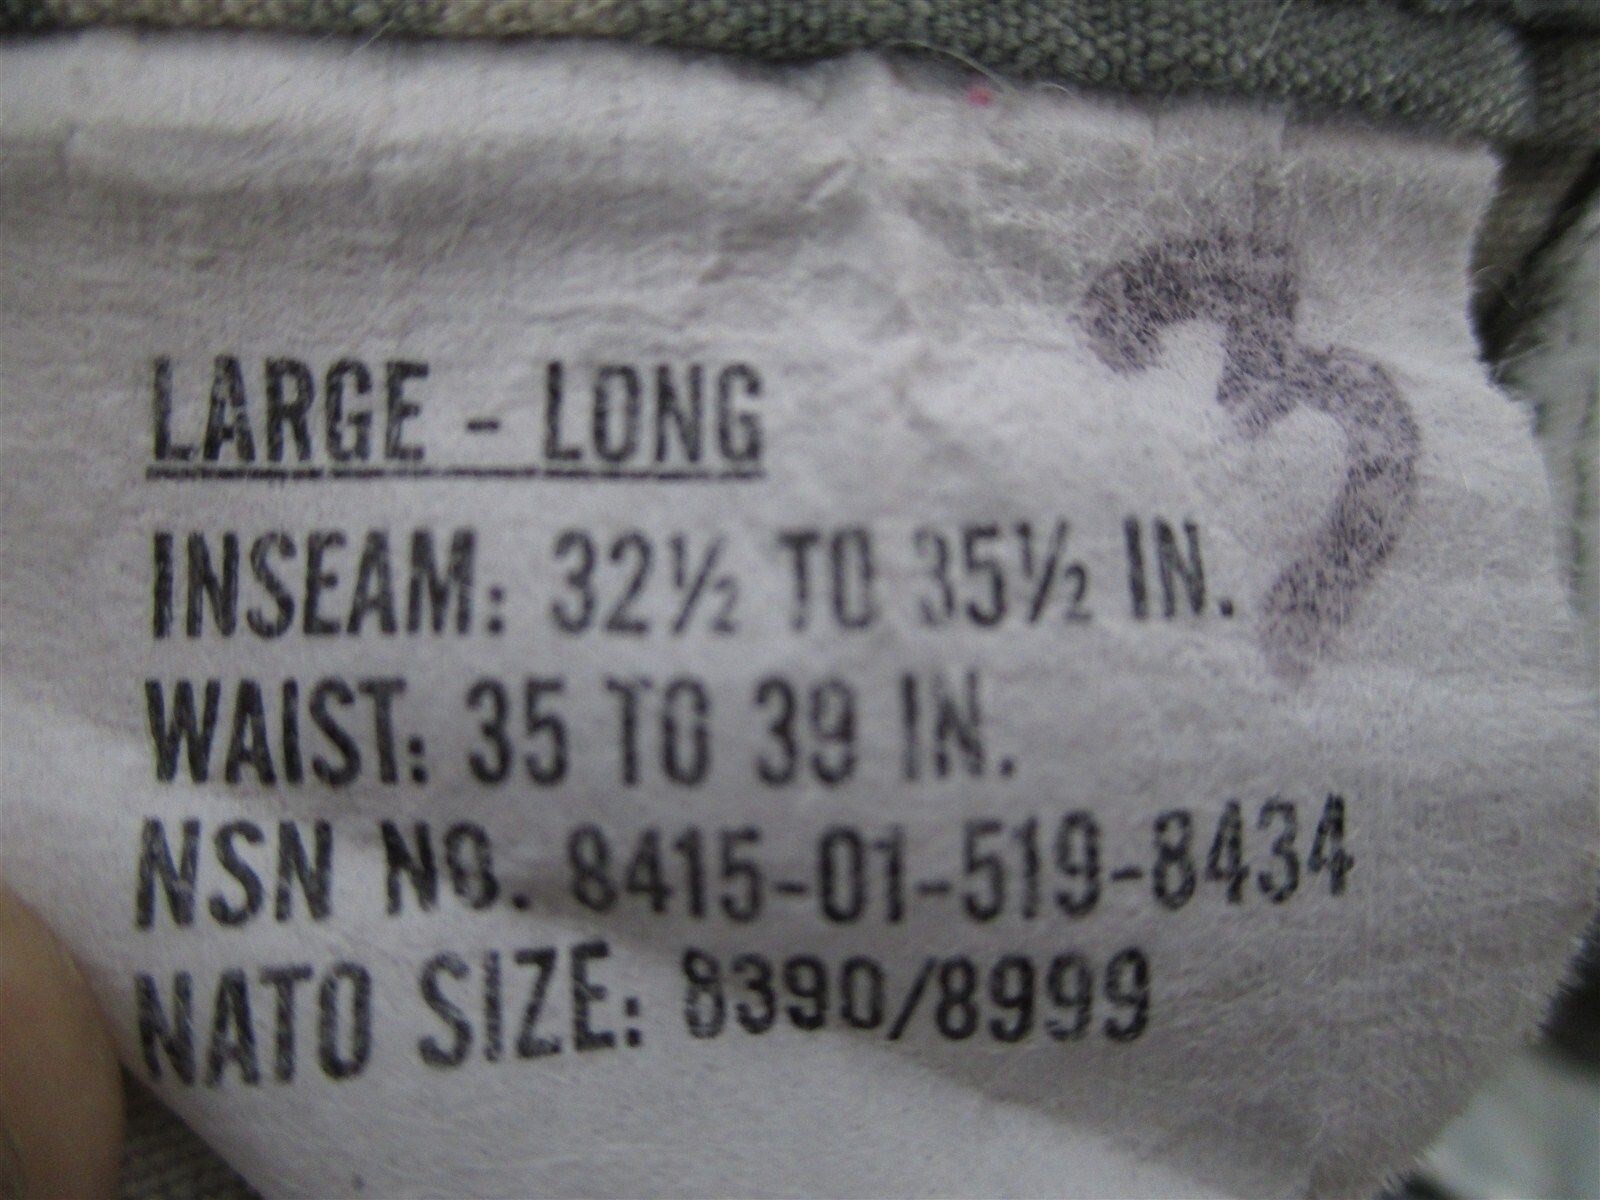 3
LARGE - LONG
INSEAM: 32½ TO 35½ IN.
WAIST: 35 TO 39 IN.
NSN NO. 8415-01-519-8434
NATO SIZE: 8390/8999